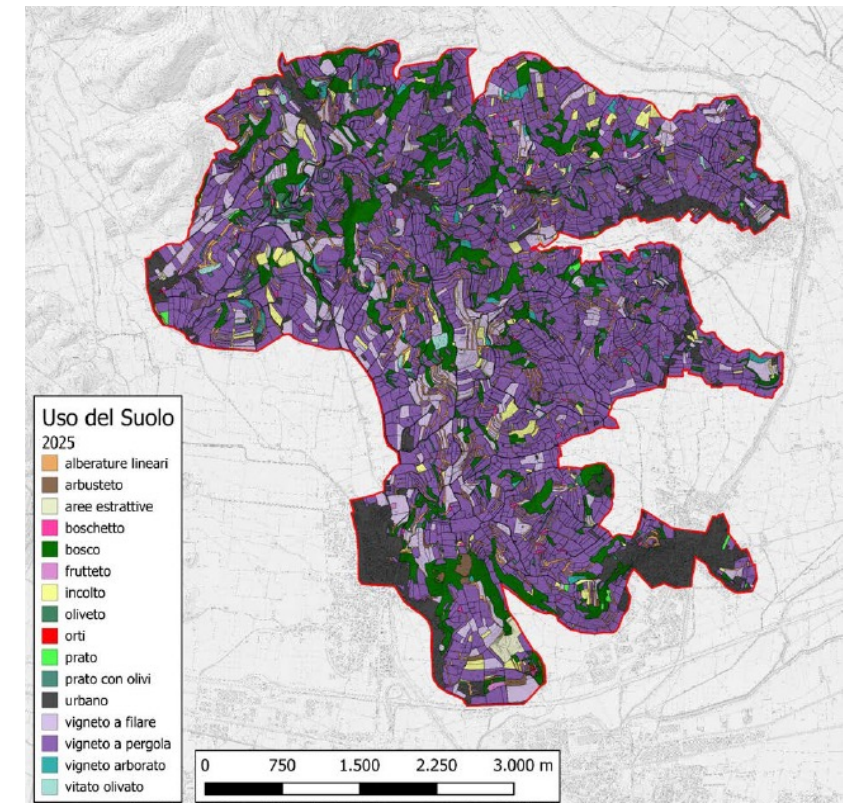 Uso del Suolo
2025
alberature lineari
arbusteto
aree estrattive
boschetto
bosco
frutteto
incolto
oliveto
orti
prato
prato con olivi
urbano
vigneto a filare
vigneto a pergola
vigneto arborato
vitato olivato
0 750 1.500 2.250 3.000 m